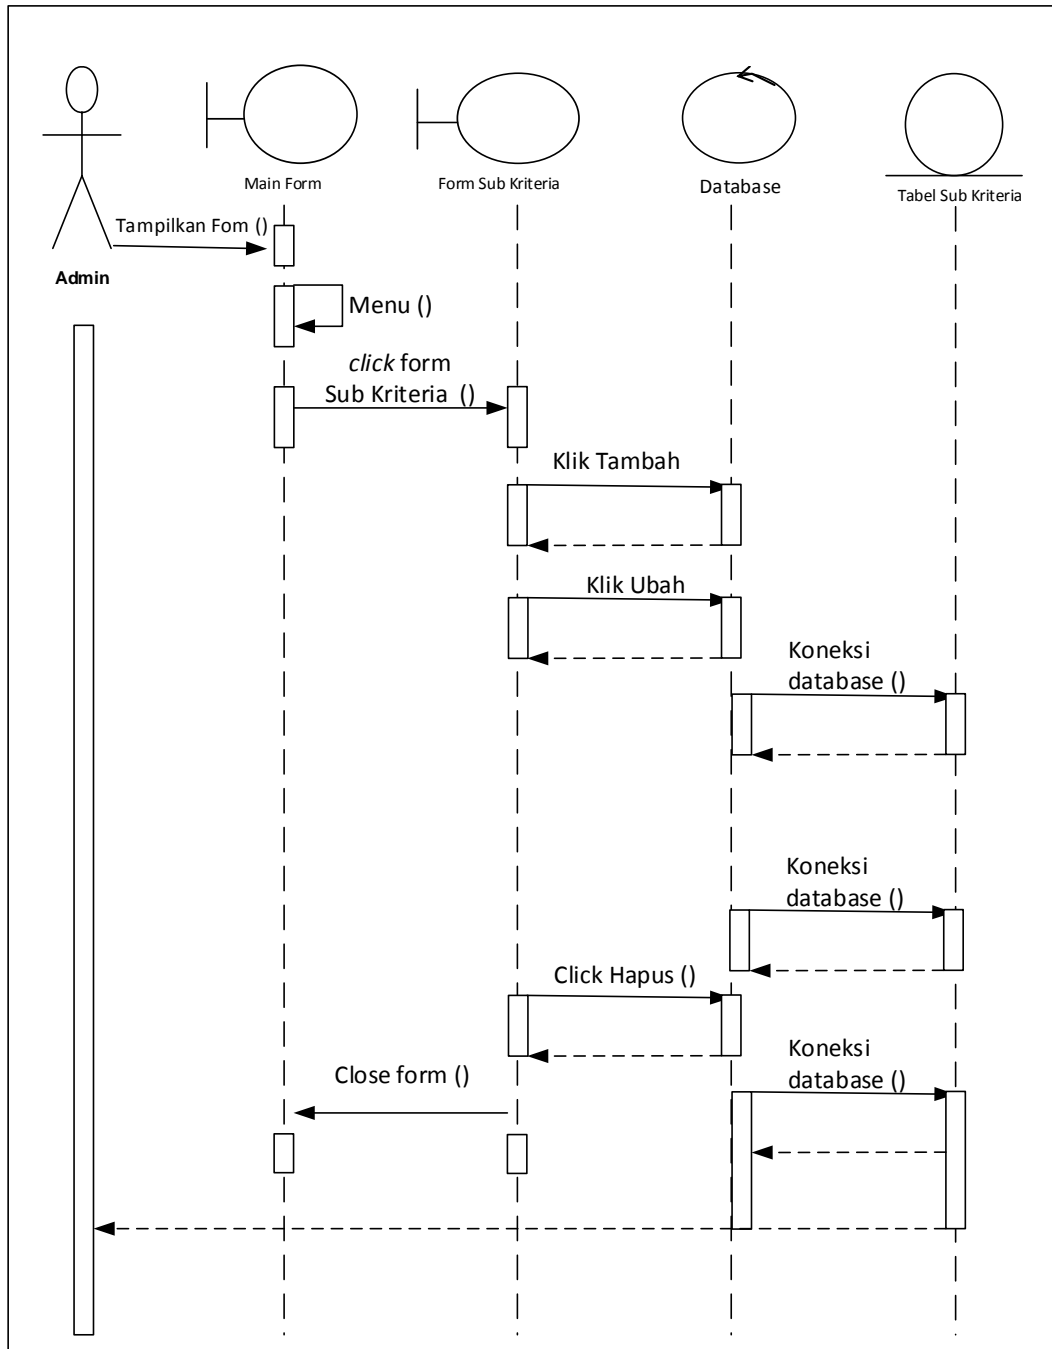 Main Form
Form Sub Kriteria
Database
Tabel Sub Kriteria
Tampilkan Fom ()
Admin
Menu ()
click form
Sub Kriteria ()
Klik Tambah
Klik Ubah
Koneksi
database ()
Koneksi
database ()
Click Hapus ()
Koneksi
database ()
Close form ()